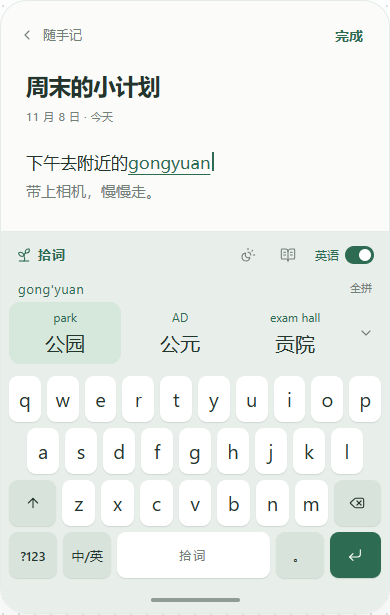 随手记
完成
周末的小计划
11 月 8 日 · 今天
下午去附近的gongyuan
带上相机，慢慢走。
拾词
英语
gong'yuan
全拼
park AD exam hall
公园 公元 贡院
q w e r t y u i o p
a s d f g h j k l
z x c v b n m
?123 中/英 拾词 。